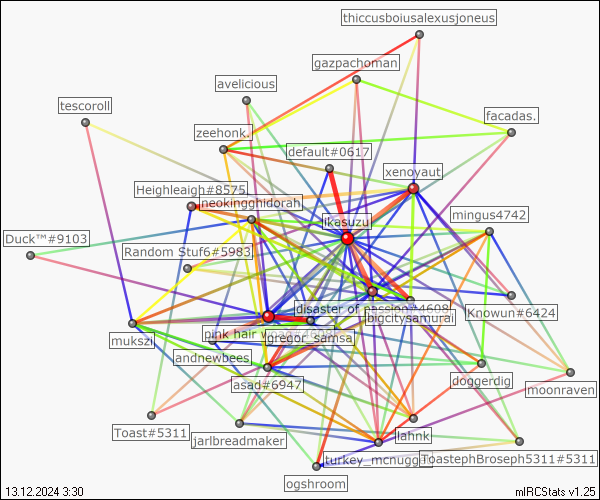 thiccusboiusalexusjoneus
gazpachoman
avelicious
tescoroll
facadas.
zeehonk.
default#0617
xenoyaut
Heighleigh#8575
neokingghidorah
mingus4742
ikasuzu
Duck™#9103
Random Stuf6#5983
disaster of passion#4608
Knowun#6424
bigcitysamurai
pink hair
mukszi
gregor_samsa
andnewbees
asad#6947
doggerdig
moonraven
Toast#5311
jarlbreadmaker
lahnk
turkey_mcnugge
ToastephBroseph5311#5311
ogshroom
13.12.2024 3:30
mIRCStats v1.25